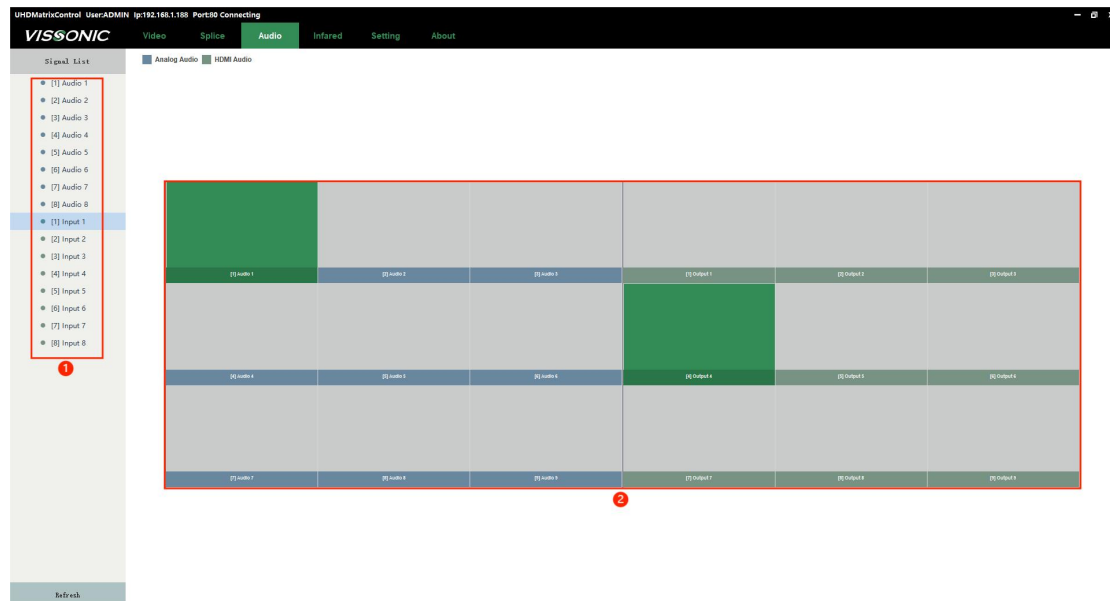 UHDMatrixControl User:ADMIN Ip:192.168.1.188 Port:80 Connecting
VISSONIC Video Splice Audio Infared Setting About
Signal List
Analog Audio HDMI Audio
[1] Audio 1
[2] Audio 2
[3] Audio 3
[4] Audio 4
[5] Audio 5
[6] Audio 6
[7] Audio 7
[8] Audio 8
[1] Input 1
[2] Input 2
[3] Input 3
[4] Input 4
[5] Input 5
[6] Input 6
[7] Input 7
[8] Input 8
1
[1] Audio 1 [2] Audio 2 [3] Audio 3 [1] Output 1 [2] Output 2 [3] Output 3
[4] Audio 4 [5] Audio 5 [6] Audio 6 [4] Output 4 [5] Output 5 [6] Output 6
[7] Audio 7 [8] Audio 8 [9] Audio 9 [7] Output 7 [8] Output 8 [9] Output 9
2
Refresh